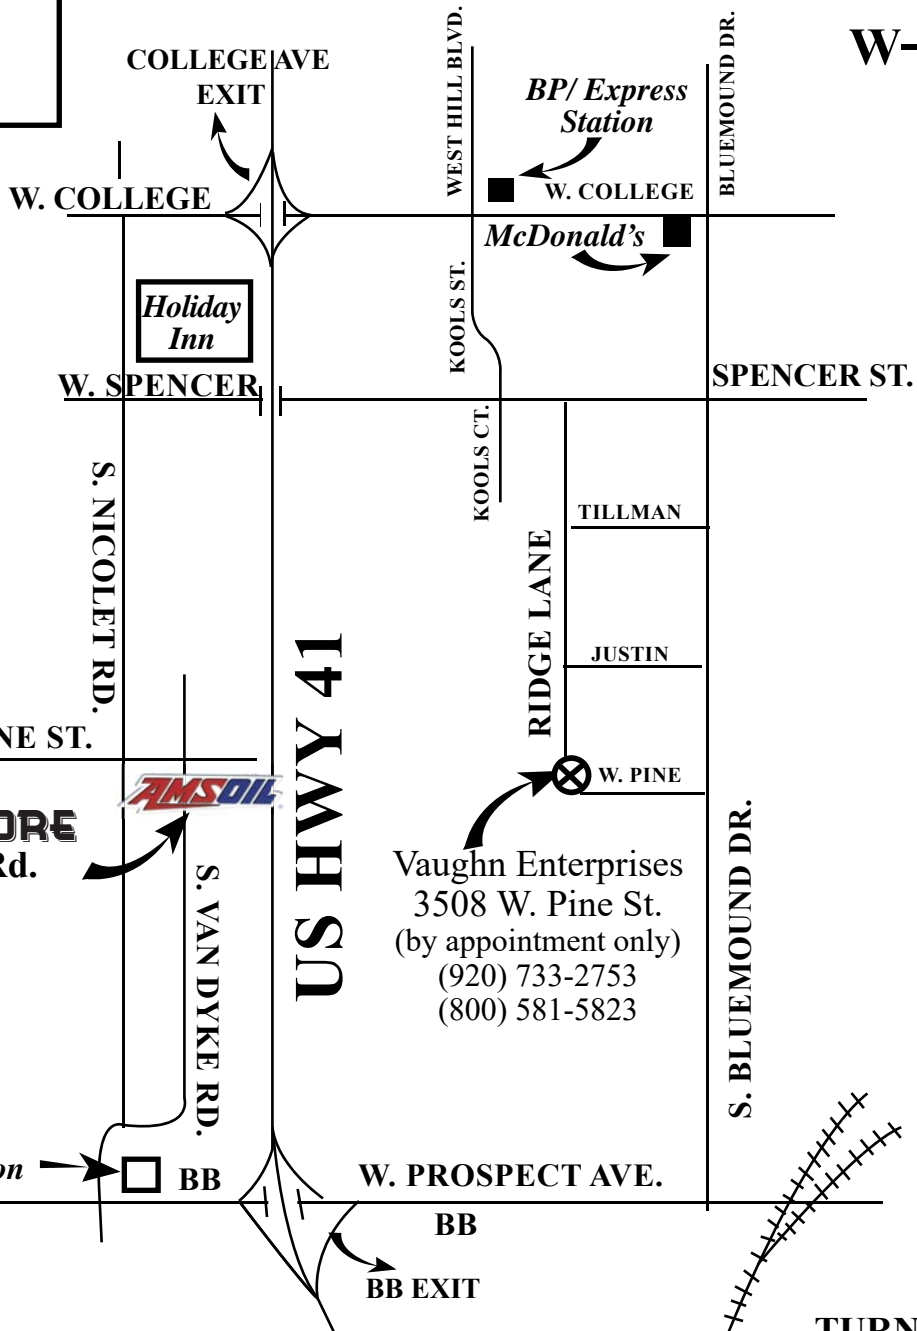 W-
COLLEGE AVE
EXIT
WEST HILL BLVD.
BP/ Express
Station
BLUEMOUND DR.
W. COLLEGE
W. COLLEGE
McDonald's
Holiday
Inn
KOOLS ST.
W. SPENCER
SPENCER ST.
KOOLS CT.
S. NICOLET RD.
TILLMAN
RIDGE LANE
JUSTIN
US HWY 41
NE ST.
W. PINE
AMSOIL
ORE
Rd.
Vaughn Enterprises
3508 W. Pine St.
(by appointment only)
(920) 733-2753
(800) 581-5823
S. VAN DYKE RD.
S. BLUEMOUND DR.
on
BB
W. PROSPECT AVE.
BB
BB EXIT
TURN